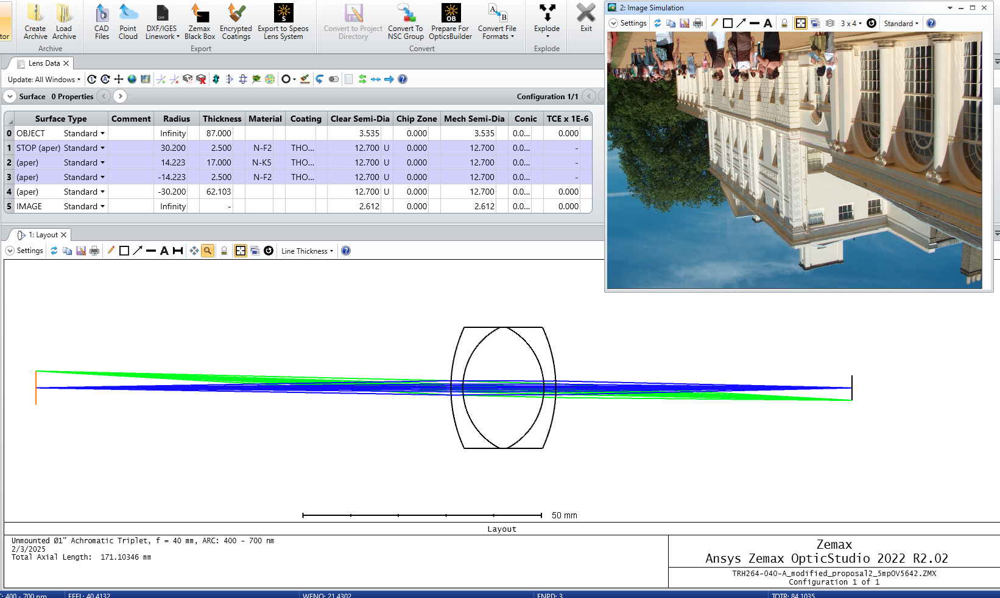 2: Image Simulation
tor
Create Archive
Load Archive
CAD Files
Point Cloud
DXF/IGES Linework
Zemax Black Box
Encrypted Coatings
Export to Speos Lens System
Convert to Project Directory
Convert To NSC Group
Prepare For OpticsBuilder
Convert File Formats
Explode
Exit
Archive
Export
Convert
Explode
Settings
3 x 4
Standard
Lens Data
Update: All Windows
Surface 0 Properties
Configuration 1/1
Surface Type Comment Radius Thickness Material Coating Clear Semi-Dia Chip Zone Mech Semi-Dia Conic TCE x 1E-6
0 OBJECT Standard Infinity 87.000 3.535 0.000 3.535 0.0... 0.000
1 STOP (aper) Standard 30.200 2.500 N-F2 THO... 12.700 U 0.000 12.700 0.0... -
2 (aper) Standard 14.223 17.000 N-K5 THO... 12.700 U 0.000 12.700 0.0... -
3 (aper) Standard -14.223 2.500 N-F2 THO... 12.700 U 0.000 12.700 0.0... -
4 (aper) Standard -30.200 62.103 12.700 U 0.000 12.700 0.0... 0.000
5 IMAGE Standard Infinity - 2.612 0.000 2.612 0.0... 0.000
1: Layout
Settings
Line Thickness
50 mm
Layout
Unmounted Ø1" Achromatic Triplet, f = 40 mm, ARC: 400 - 700 nm
2/3/2025
Total Axial Length: 171.10346 mm
Zemax
Ansys Zemax OpticStudio 2022 R2.02
TRH264-040-A_modified_proposal2_5mpOV5642.ZMX
Configuration 1 of 1
C: 400 - 700 nm
EFFL: 40.4132
WFNO: 21.4302
ENPD: 3
TOTR: 84.1035